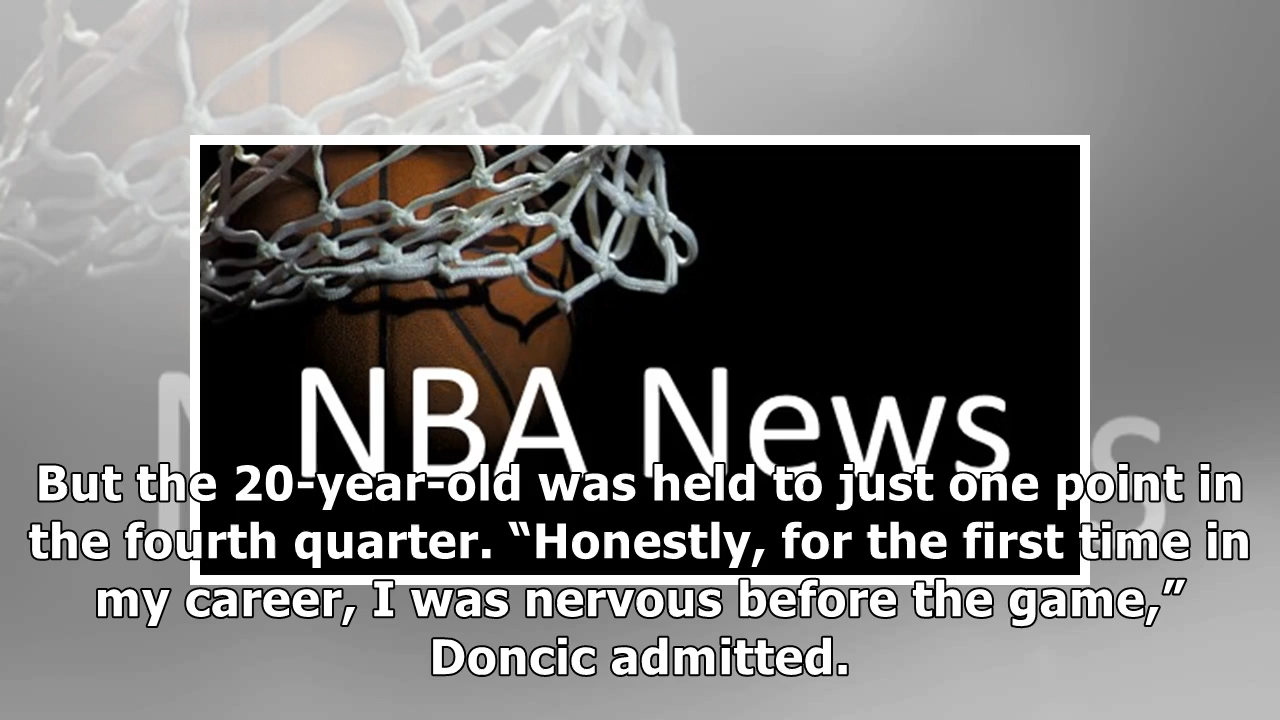 NBA News
But the 20-year-old was held to just one point in
the fourth quarter. “Honestly, for the first time in
my career, I was nervous before the game,”
Doncic admitted.